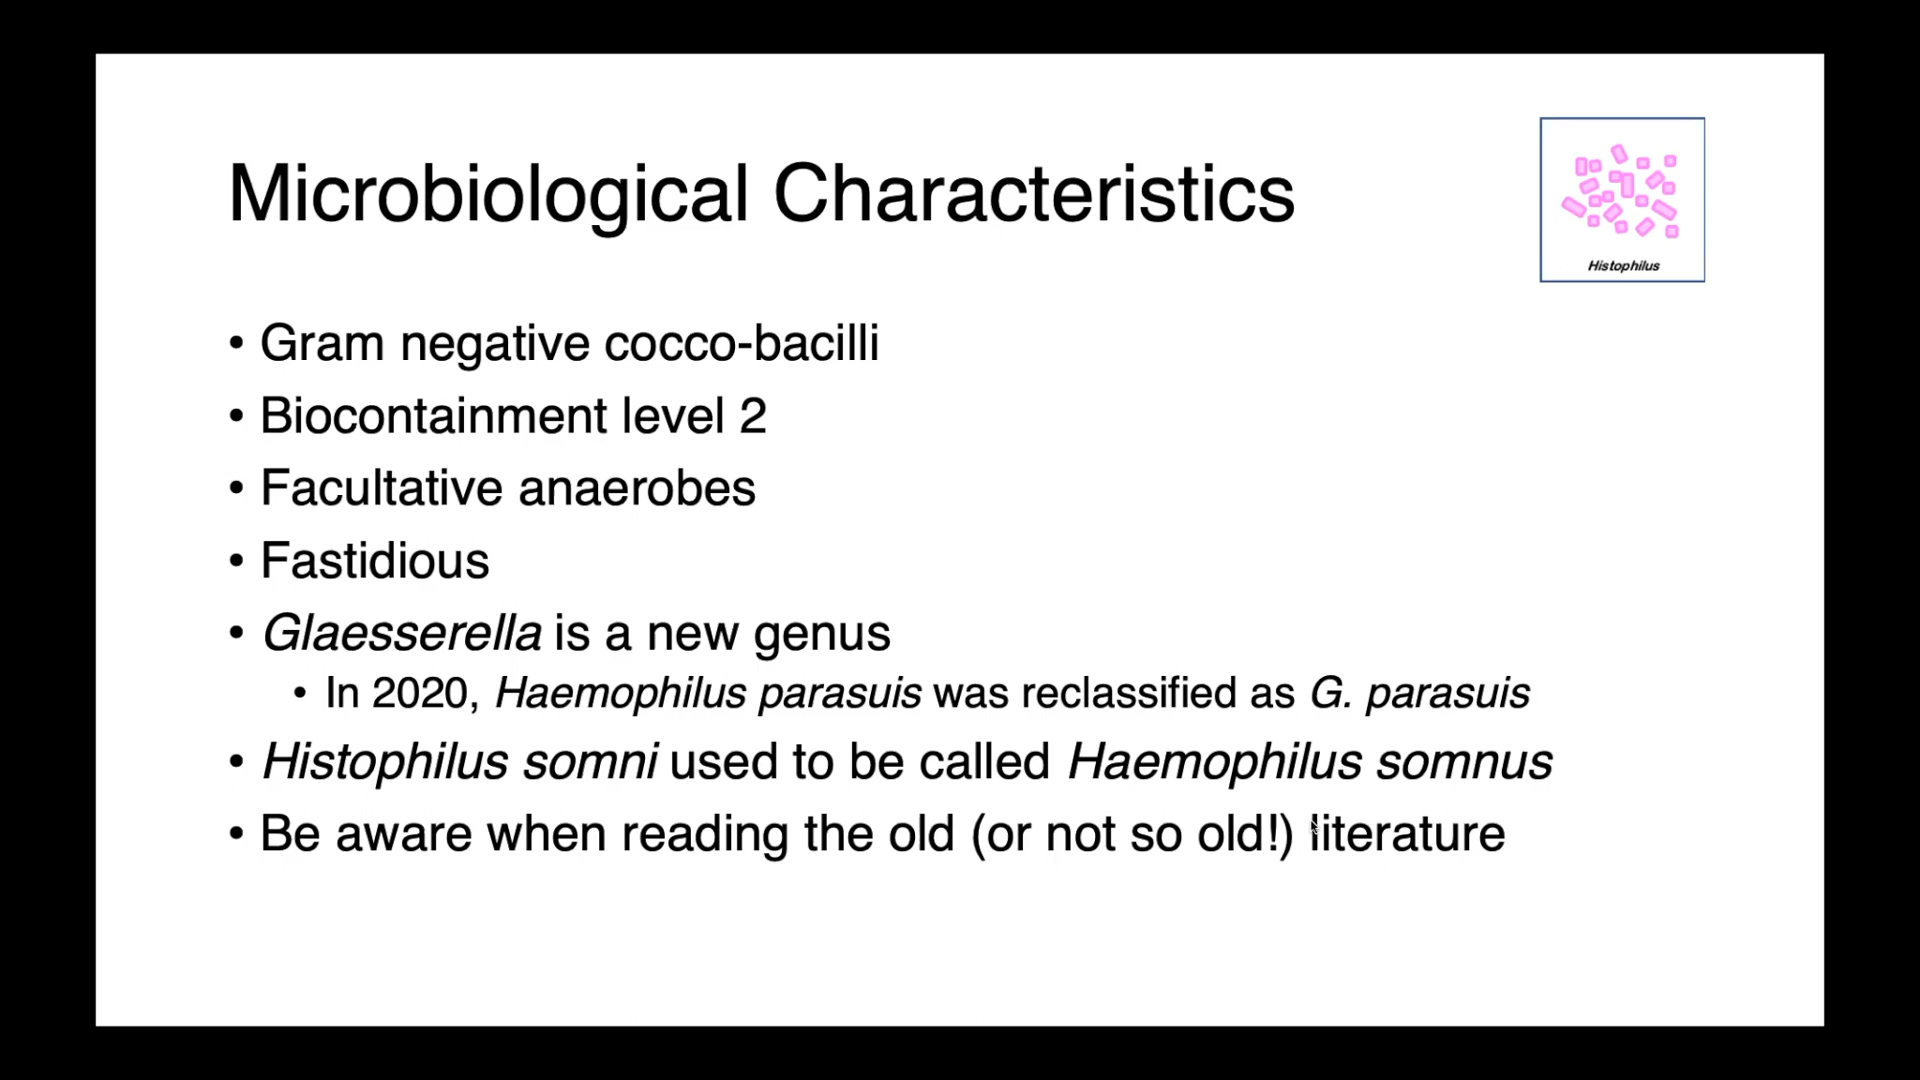 Microbiological Characteristics
Histophilus
• Gram negative cocco-bacilli
• Biocontainment level 2
• Facultative anaerobes
• Fastidious
• Glaesserella is a new genus
• In 2020, Haemophilus parasuis was reclassified as G. parasuis
• Histophilus somni used to be called Haemophilus somnus
• Be aware when reading the old (or not so old!) literature